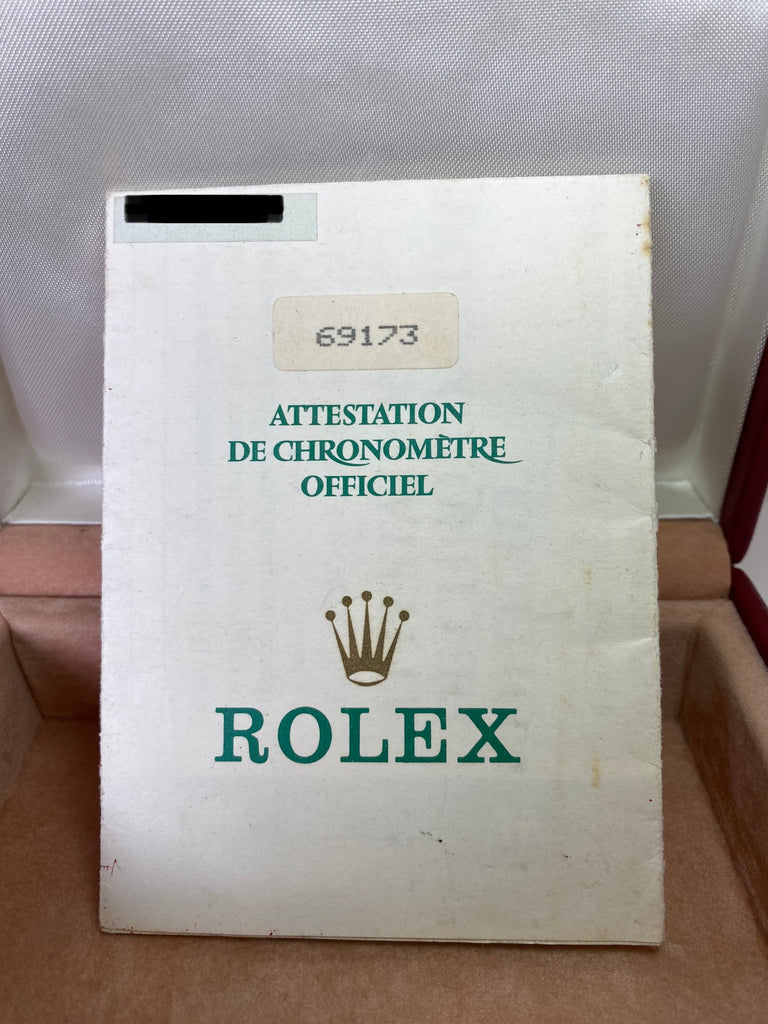 69173
ATTESTATION
DE CHRONOMÈTRE
OFFICIEL
ROLEX